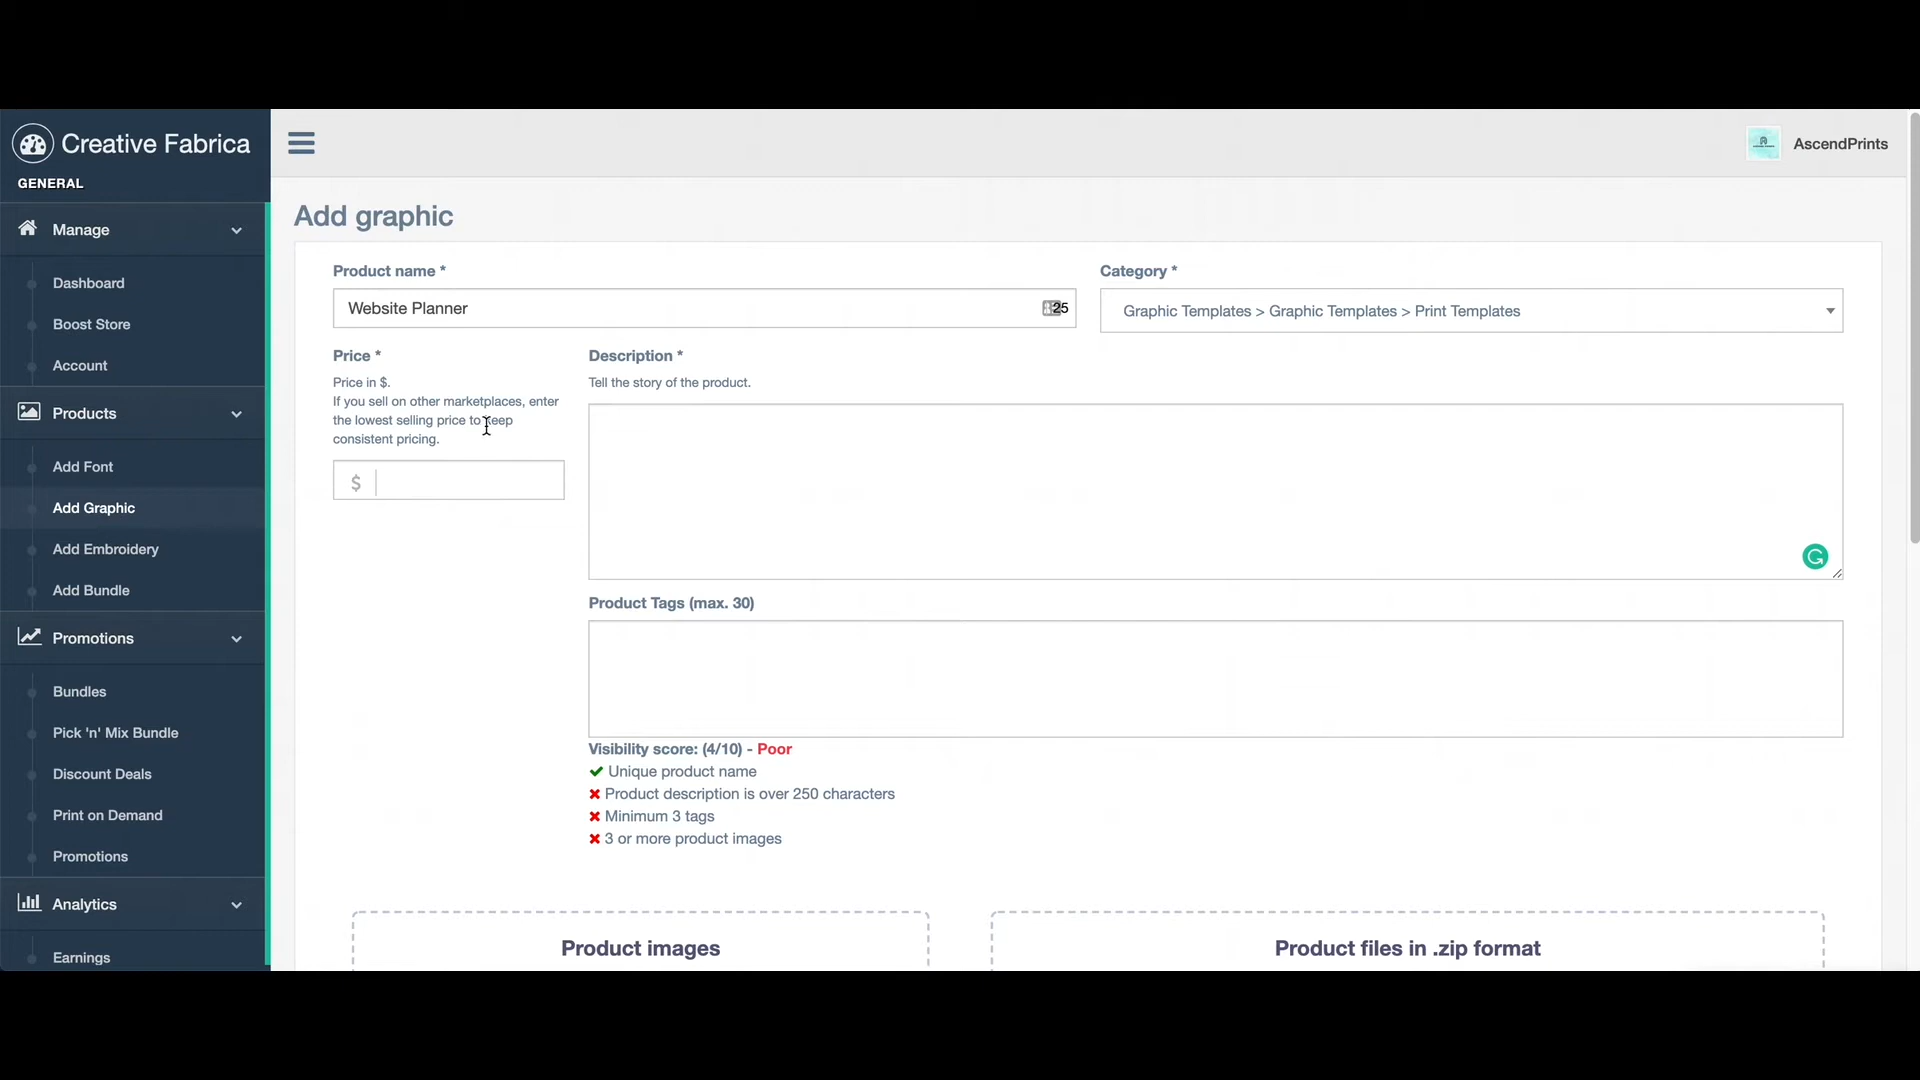 Creative Fabrica
GENERAL
Manage
Dashboard
Boost Store
Account
Products
Add Font
Add Graphic
Add Embroidery
Add Bundle
Promotions
Bundles
Pick 'n' Mix Bundle
Discount Deals
Print on Demand
Promotions
Analytics
Earnings
AscendPrints
Add graphic
Product name *
Website Planner
25
Category *
Graphic Templates > Graphic Templates > Print Templates
Price *
Price in $.
If you sell on other marketplaces, enter
the lowest selling price to keep
consistent pricing.
$
Description *
Tell the story of the product.
Product Tags (max. 30)
Visibility score: (4/10) - Poor
Unique product name
Product description is over 250 characters
Minimum 3 tags
3 or more product images
Product images
Product files in .zip format